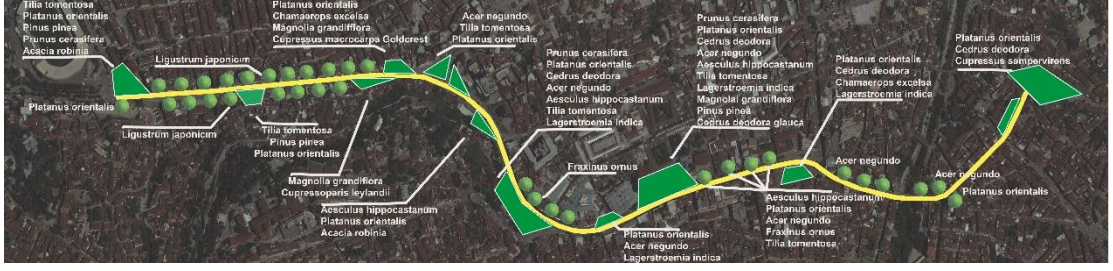 Tilia tomentosa
Platanus orientalis
Pinus pinea
Prunus cerasifera
Acacia robinia
Platanus orientalis
Ligustrum japonicim
Ligustrum japonicim
Tilia tomentosa
Pinus pinea
Platanus orientalis
Platanus orientalis
Chamaerops excelsa
Magnolia grandifflora
Cupressus macrocarpa Goldcrest
Magnolia grandiflora
Cupressoparis leylandii
Acer negundo
Tilia tomentosa
Platanus orientalis
Aesculus hippocastanum
Platanus orientalis
Acacia robinia
Prunus cerasifera
Platanus orientalis
Cedrus deodora
Acer negundo
Aesculus hippocastanum
Tilia tomentosa
Lagerstroemia indica
Fraxinus ornus
Platanus orientalis
Acer negundo
Lagerstroemia indica
Prunus cerasifera
Platanus orientalis
Cedrus deodora
Acer negundo
Aesculus hippocastanum
Tilia tomentosa
Lagerstroemia indica
Magnolai grandiflora
Pinus pinea
Cedrus deodora glauca
Aesculus hippocastanum
Platanus orientalis
Acer negundo
Fraxinus ornus
Tilia tomentosa
Platanus orientalis
Cedrus deodora
Chamaerops excelsa
Lagerstroemia indica
Acer negundo
Acer negundo
Platanus orientalis
Platanus orientalis
Cedrus deodora
Cupressus sempervirens